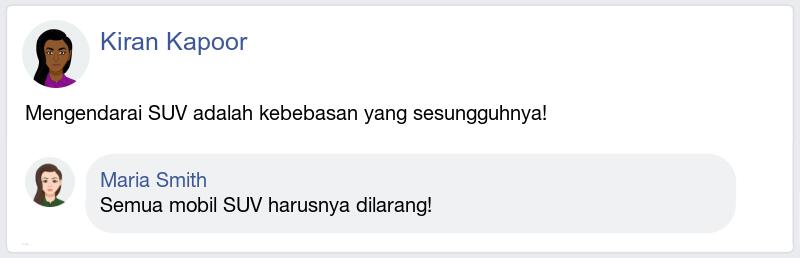 Kiran Kapoor
Mengendarai SUV adalah kebebasan yang sesungguhnya!
Maria Smith
Semua mobil SUV harusnya dilarang!